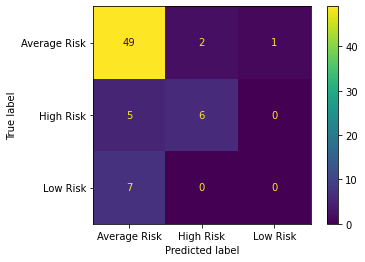 Average Risk 49 2 1
High Risk 5 6 0
Low Risk 7 0 0
Average Risk High Risk Low Risk
Predicted label
True label
40
30
20
10
0